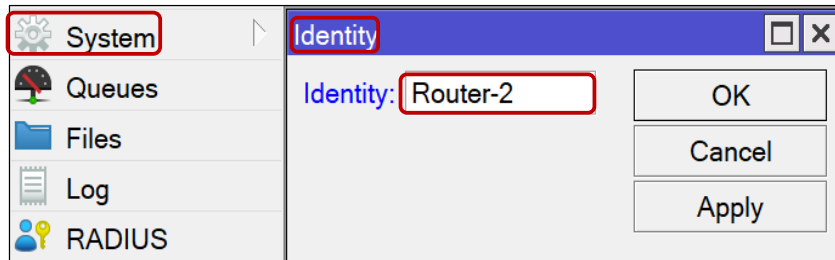 System
Queues
Files
Log
RADIUS
Identity
Identity: Router-2
OK
Cancel
Apply